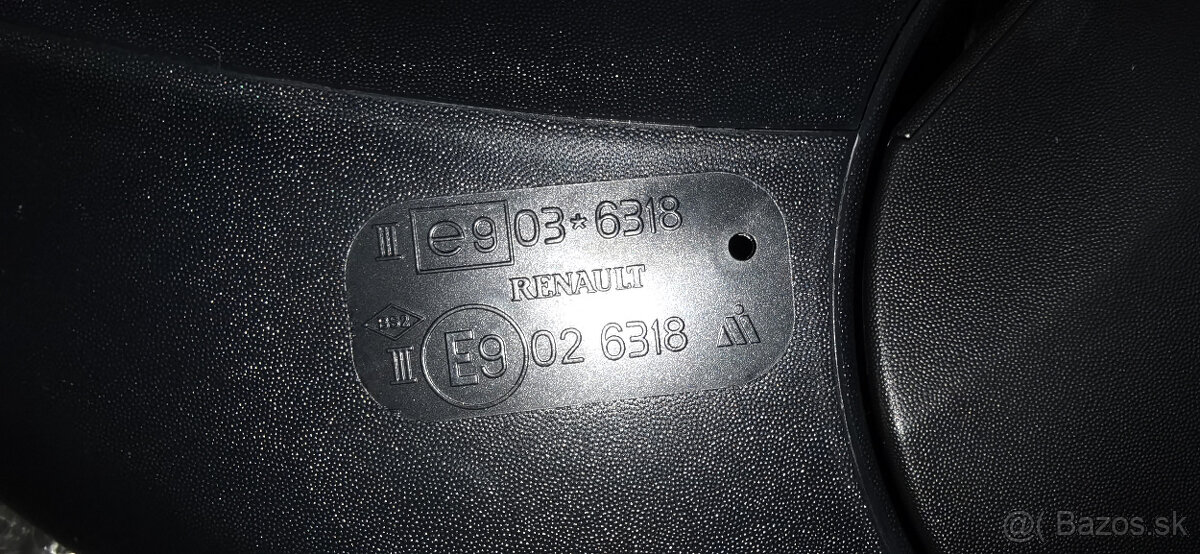 III e9 03*6318
RENAULT
III E9 02 6318
@( Bazos.sk